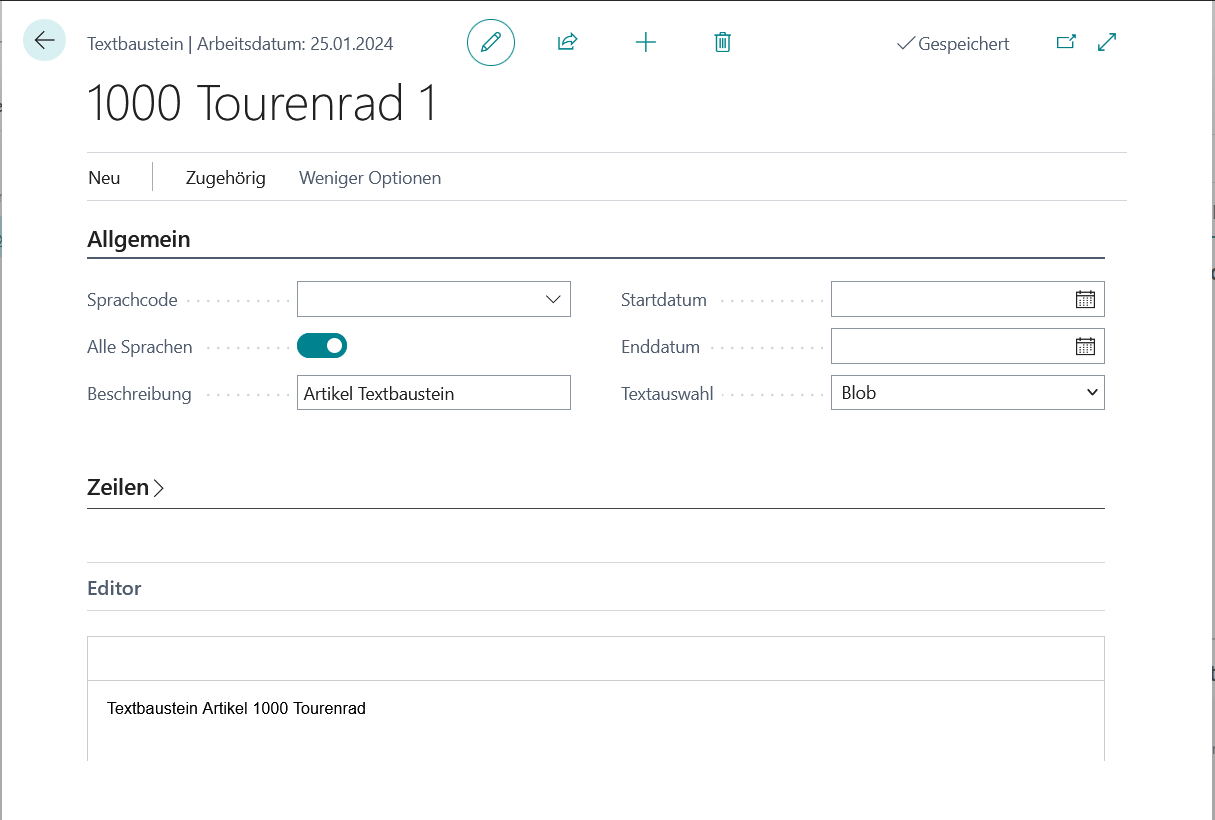 Textbaustein | Arbeitsdatum: 25.01.2024
Gespeichert
1000 Tourenrad 1
Neu
Zugehörig
Weniger Optionen
Allgemein
Sprachcode
Startdatum
Alle Sprachen
Enddatum
Beschreibung
Artikel Textbaustein
Textauswahl
Blob
Zeilen
Editor
Textbaustein Artikel 1000 Tourenrad